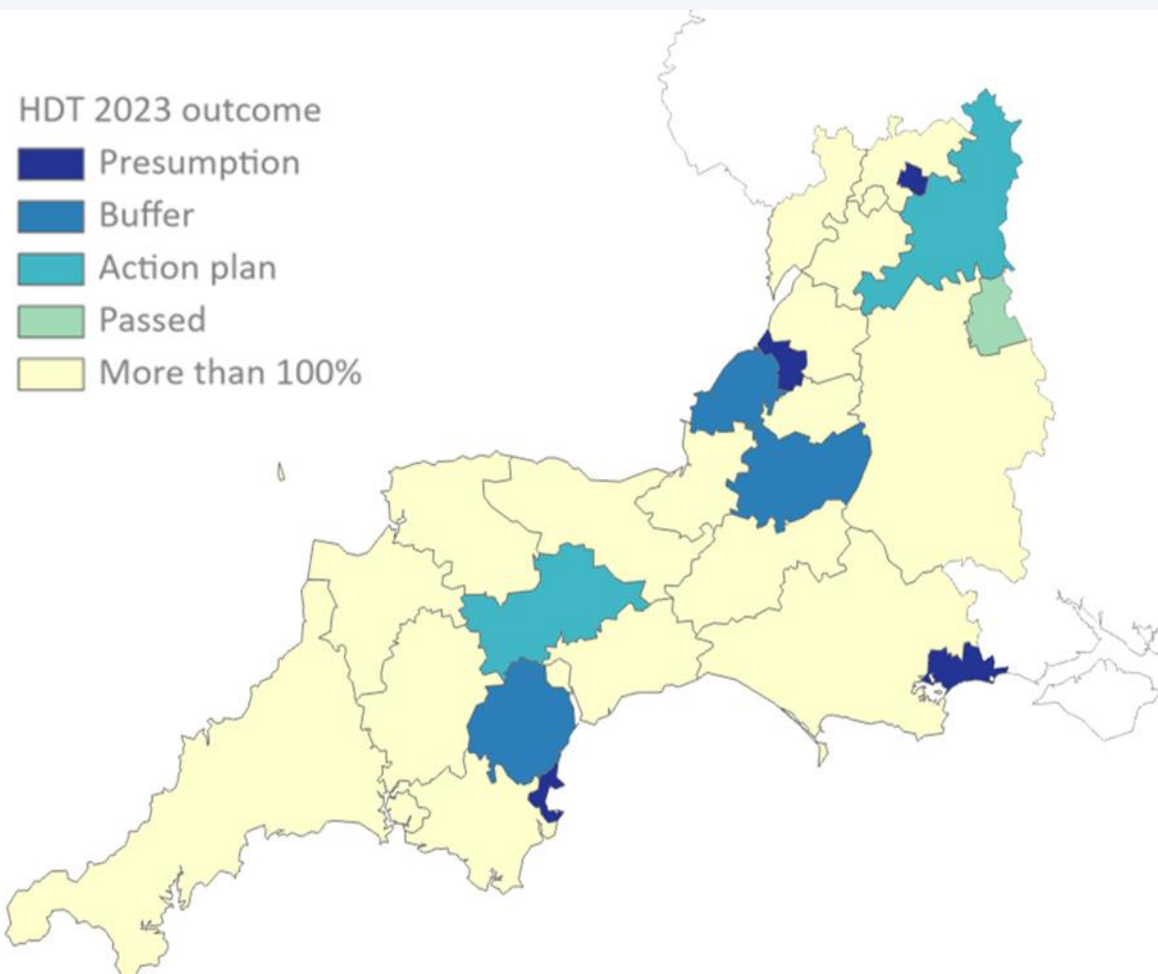 HDT 2023 outcome
Presumption
Buffer
Action plan
Passed
More than 100%